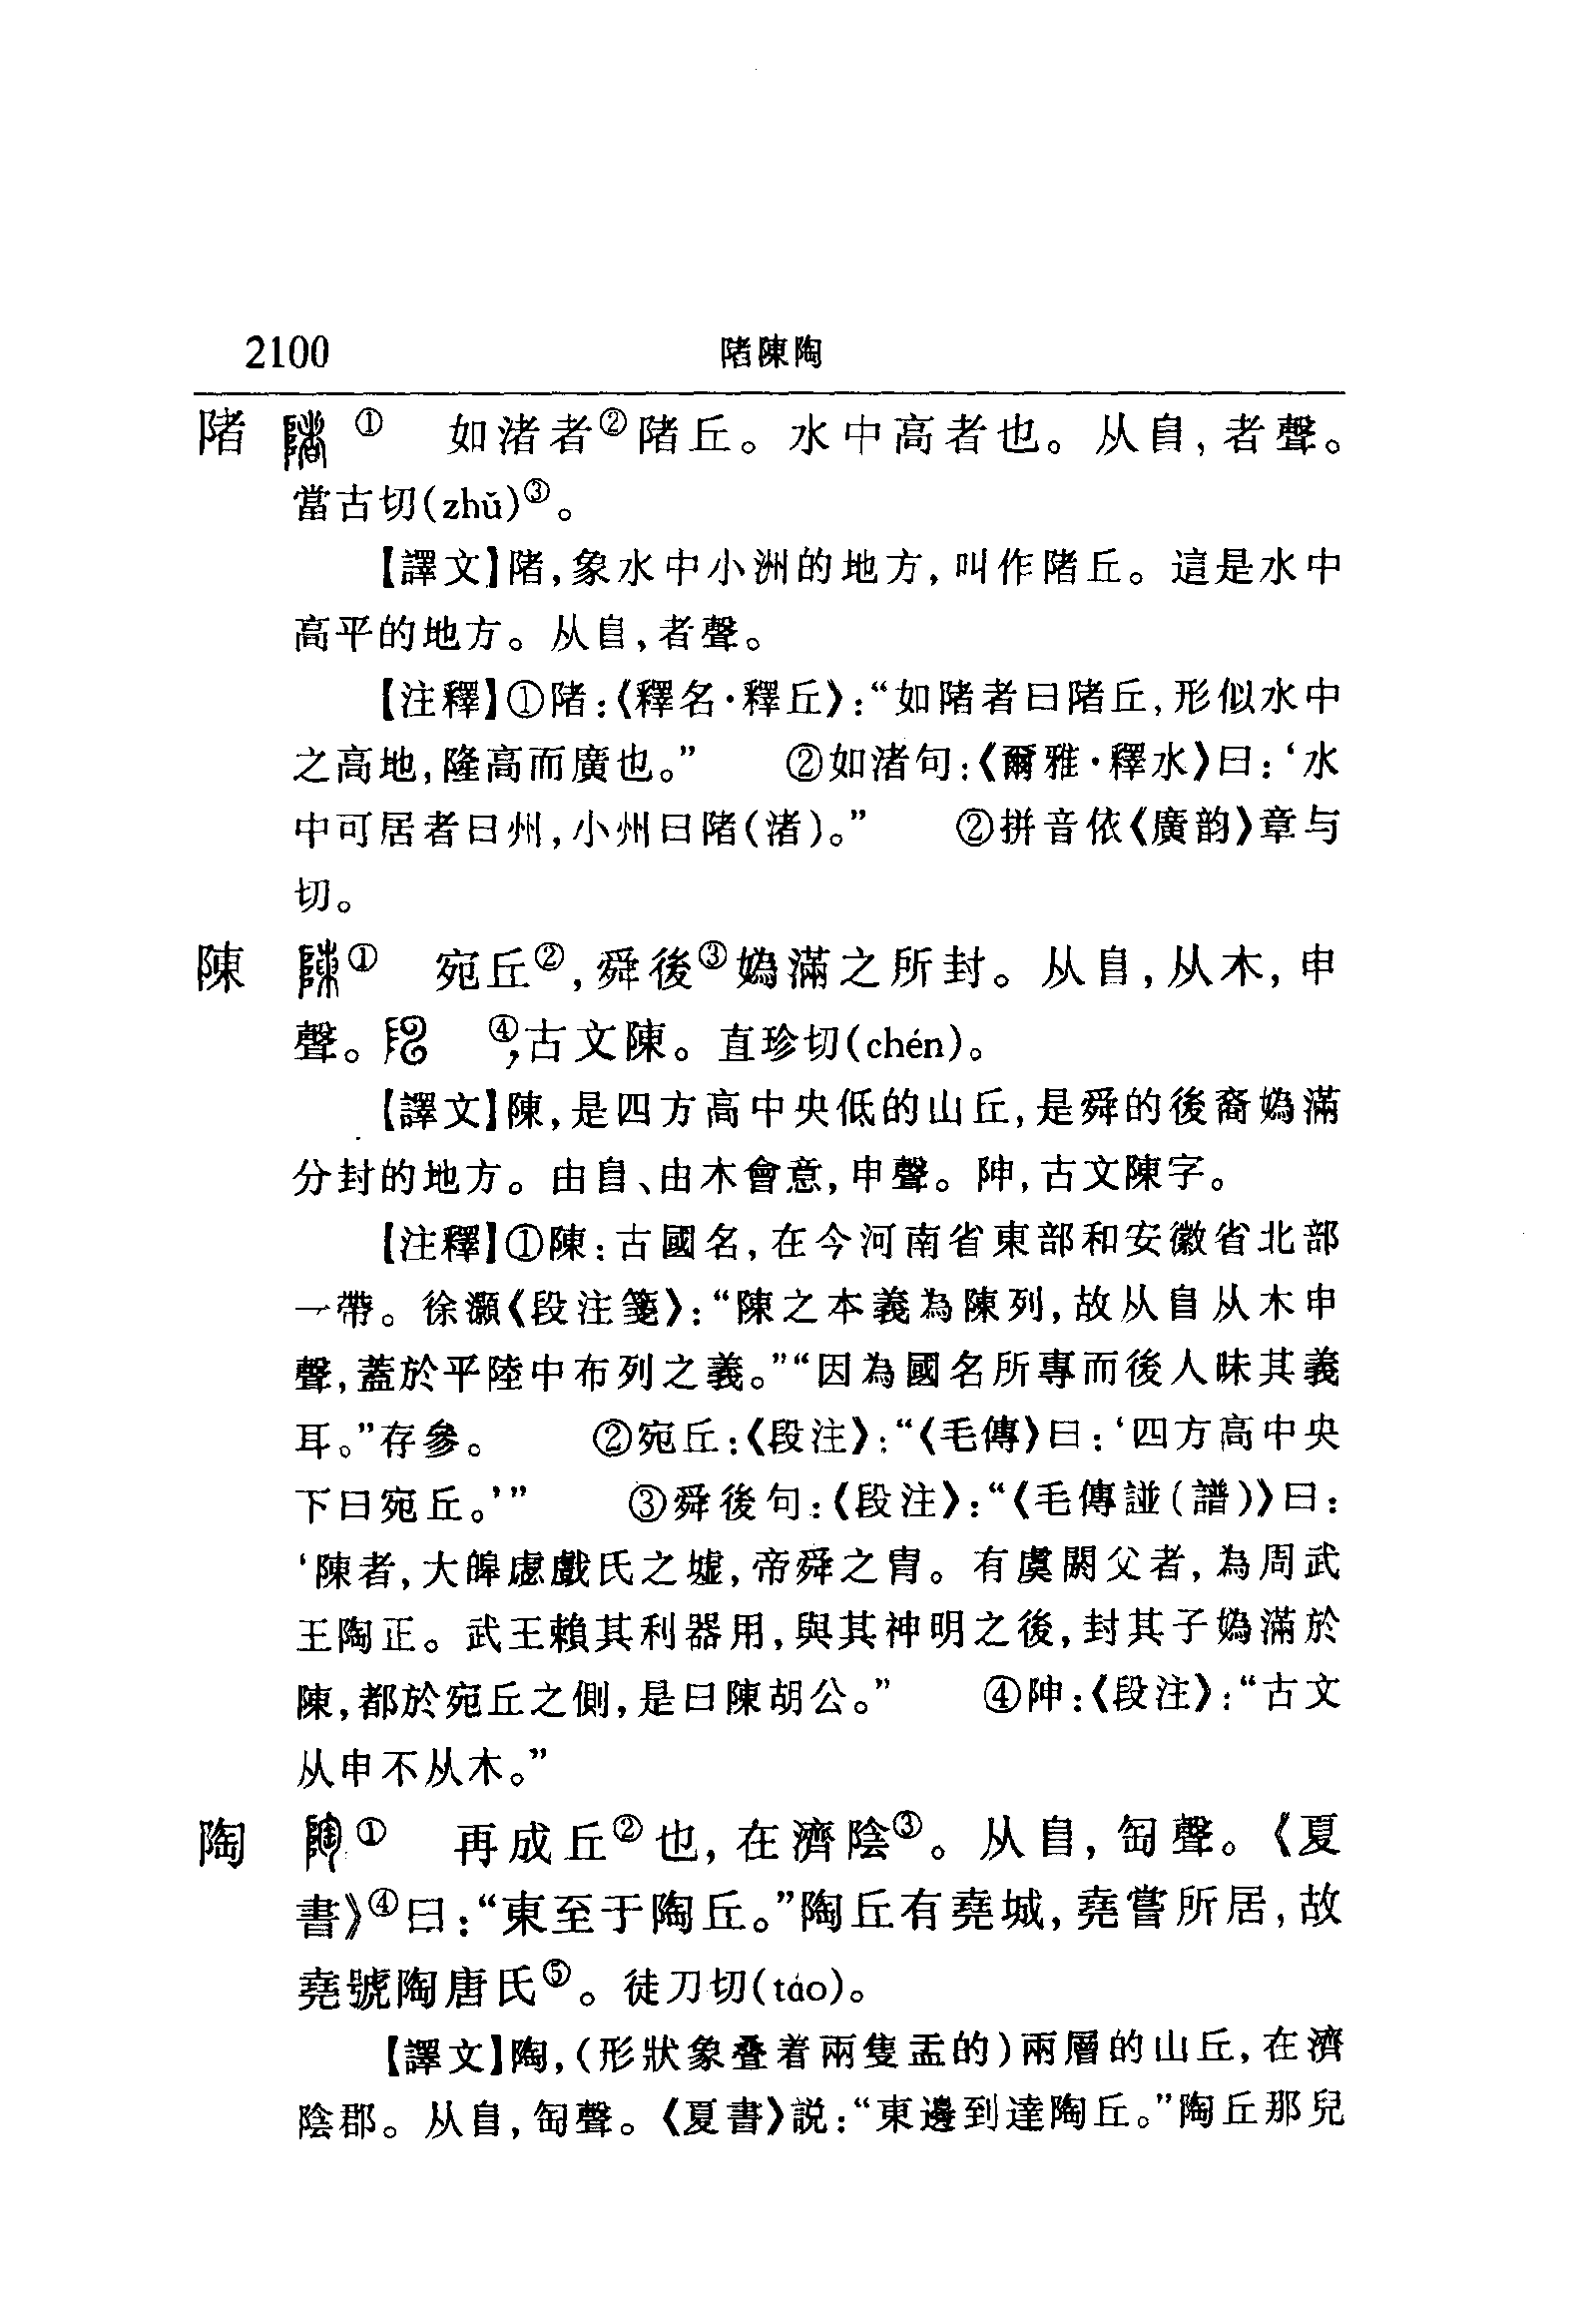 2100 陼陳陶
陼 ① 如渚者②陼丘。水中高者也。从𨸏,者聲。
當古切(zhǔ)③。
【譯文】陼,象水中小洲的地方,叫作陼丘。這是水中
高平的地方。从𨸏,者聲。
【注釋】①陼:《釋名·釋丘》:“如陼者曰陼丘,形似水中
之高地,隆高而廣也。” ②如渚句:《爾雅·釋水》曰:‘水
中可居者曰州,小州曰陼(渚)。” ②拼音依《廣韵》章与
切。
陳 ① 宛丘②,舜後③嬀滿之所封。从𨸏,从木,申
聲。 ④,古文陳。直珍切(chén)。
【譯文】陳,是四方高中央低的山丘,是舜的後裔嬀滿
分封的地方。由𨸏、由木會意,申聲。陣,古文陳字。
【注釋】①陳:古國名,在今河南省東部和安徽省北部
一帶。徐灝《段注箋》:“陳之本義為陳列,故从𨸏从木申
聲,蓋於平陸中布列之義。”“因為國名所專而後人昧其義
耳。”存參。 ②宛丘:《段注》:“《毛傳》曰:‘四方高中央
下曰宛丘。’” ③舜後句:《段注》:“《毛傳諩(譜)》曰:
‘陳者,大皞虙戲氏之墟,帝舜之胄。有虞閼父者,為周武
王陶正。武王賴其利器用,與其神明之後,封其子嬀滿於
陳,都於宛丘之側,是曰陳胡公。” ④䧵:《段注》:“古文
从申不从木。”
陶 ① 再成丘②也,在濟陰③。从𨸏,匋聲。《夏
書》④曰:“東至于陶丘。”陶丘有堯城,堯嘗所居,故
堯號陶唐氏⑤。徒刀切(táo)。
【譯文】陶,(形狀象叠着兩隻盂的)兩層的山丘,在濟
陰郡。从𨸏,匋聲。《夏書》説:“東邊到達陶丘。”陶丘那兒